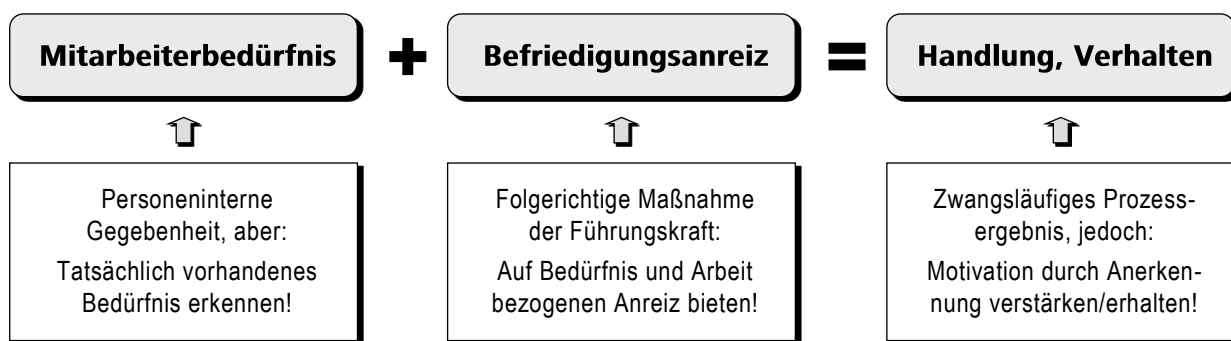 Mitarbeiterbedürfnis + Befriedigungsanreiz = Handlung, Verhalten
Personeninterne
Gegebenheit, aber:
Tatsächlich vorhandenes
Bedürfnis erkennen!
Folgerichtige Maßnahme
der Führungskraft:
Auf Bedürfnis und Arbeit
bezogenen Anreiz bieten!
Zwangsläufiges Prozess-
ergebnis, jedoch:
Motivation durch Anerken-
nung verstärken/erhalten!